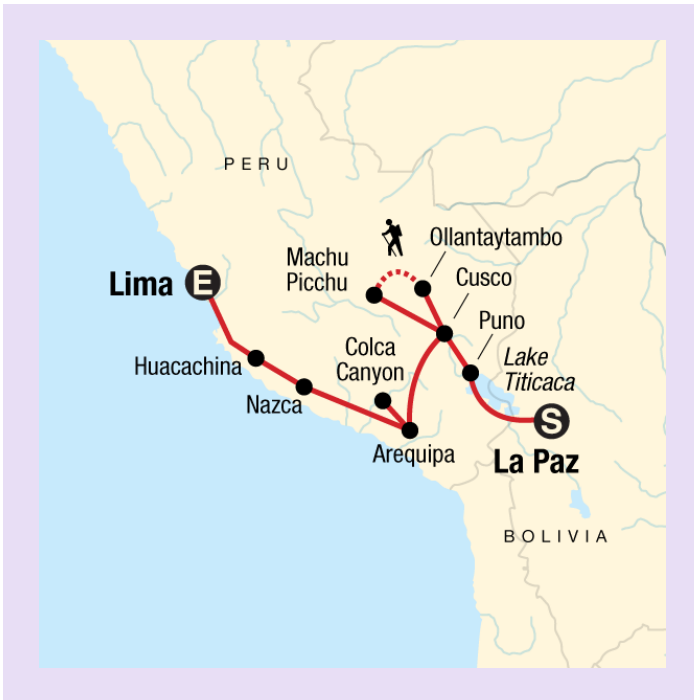 PERU
Ollantaytambo
Machu
Picchu
Cusco
Lima E
Puno
Colca
Canyon
Lake
Titicaca
Huacachina
Nazca
S
Arequipa
La Paz
BOLIVIA